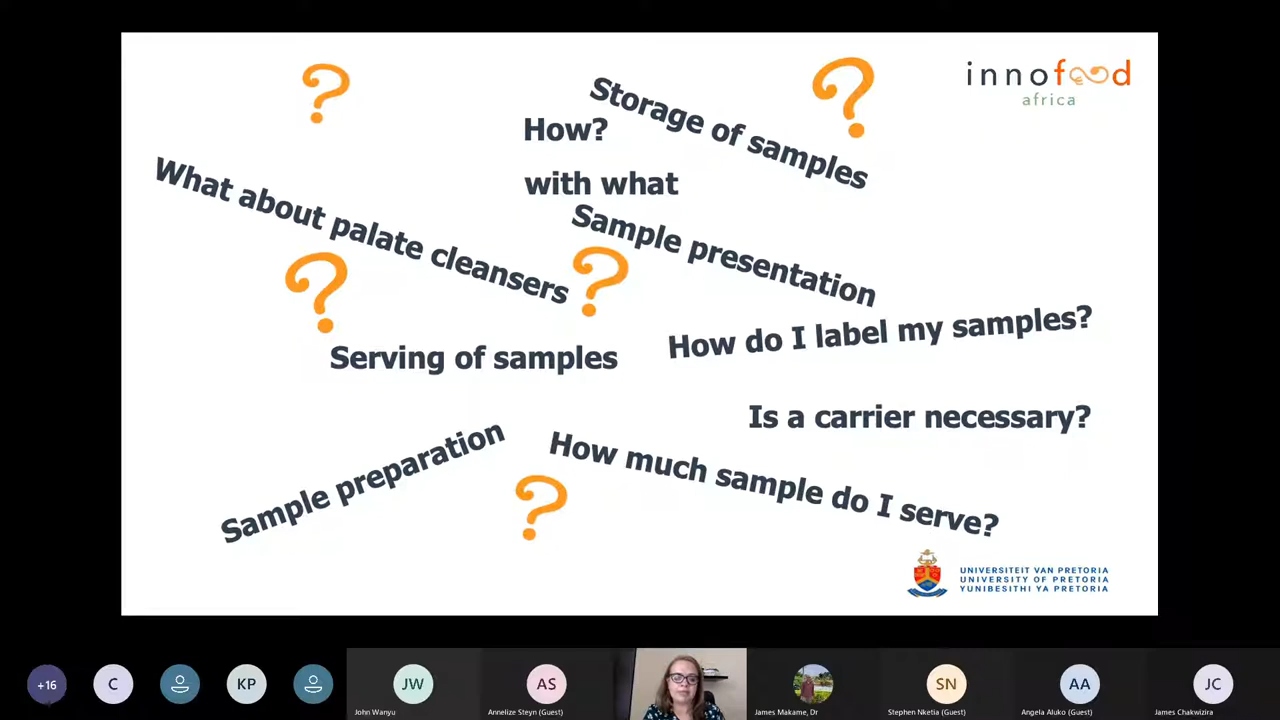 innofood
africa
Storage of samples
How?
with what
What about palate cleansers
Sample presentation
How do I label my samples?
Serving of samples
Is a carrier necessary?
Sample preparation
How much sample do I serve?
UNIVERSITEIT VAN PRETORIA
UNIVERSITY OF PRETORIA
YUNIBESITHI YA PRETORIA
+16
C
KP
JW
AS
SN
AA
JC
John Wanyu
Annelize Steyn (Guest)
James Makame, Dr
Stephen Nketia (Guest)
Angela Aluko (Guest)
James Chakwizira